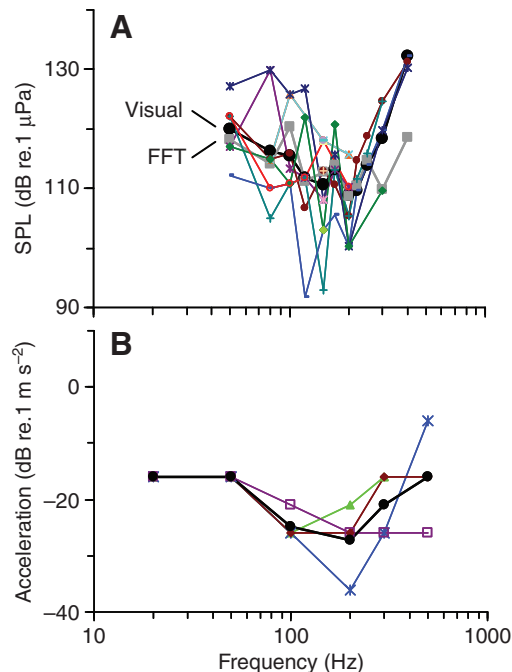 A
130
110
90
SPL (dB re.1 μPa)
Visual
FFT
B
0
−20
−40
Acceleration (dB re.1 m s−2)
10
100
1000
Frequency (Hz)